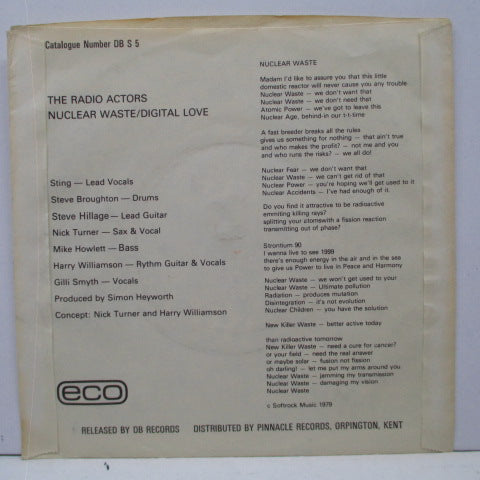 Catalogue Number DB S 5
THE RADIO ACTORS
NUCLEAR WASTE/DIGITAL LOVE
Sting — Lead Vocals
Steve Broughton — Drums
Steve Hillage — Lead Guitar
Nick Turner — Sax & Vocal
Mike Howlett — Bass
Harry Williamson — Rythm Guitar & Vocals
Gilli Smyth — Vocals
Produced by Simon Heyworth
Concept: Nick Turner and Harry Williamson
eco
NUCLEAR WASTE
Madam I'd like to assure you that this little
domestic reactor will never cause you any trouble
Nuclear Waste — we don't want that
Nuclear Waste — we don't need that
Atomic Power — we've got to leave this
Nuclear Age, behind-in our t-t-time
A fast breeder breaks all the rules
gives us something for nothing — that ain't true
and who makes the profit? — not me and you
and who runs the risks? — we all do!
Nuclear Fear — we don't want that
Nuclear Waste — we can't get rid of that
Nuclear Power — you're hoping we'll get used to it
Nuclear Accidents — I've had enough of it.
Do you find it attractive to be radioactive
emmiting killing rays?
splitting your atomswith a fission reaction
transmitting out of phase?
Strontium 90
I wanna live to see 1999
there's enough energy in the air and in the sea
to give us Power to live in Peace and Harmony
Nuclear Waste — we won't get used to your
Nuclear Waste — Ultimate pollution
Radiation — produces mutation
Disintegration — it's not evolution
Nuclear Children — you have the solution
New Killer Waste — better active today
than radioactive tomorrow
New Killer Waste — need a cure for cancer?
or your field — need the real answer
or maybe solar — fusion not fission
oh darling! — let me put my arms around you
Nuclear Waste — jamming my transmission
Nuclear Waste — damaging my vision
Nuclear Waste
c Softrock Music 1979
RELEASED BY DB RECORDS DISTRIBUTED BY PINNACLE RECORDS, ORPINGTON, KENT